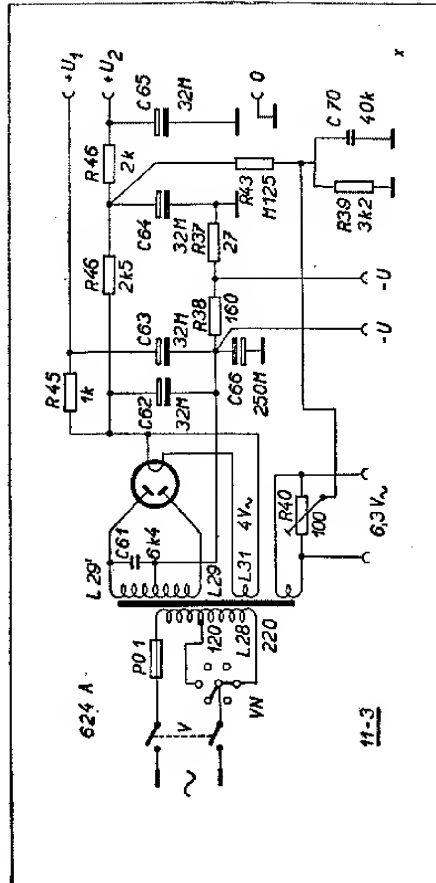 624 A
P01
V
120
L28
220
VN
11-3
L29'
C61
6k4
L29
L31
4V~
R40
100
6,3 V~
R45
1k
C62
32M
C63
32M
R38
160
C66
250M
-U
-U
R46
2k5
C64
32M
R37
27
R46
2k
C65
32M
R43
M125
R39
3k2
C70
40k
+U1
+U2
0
x